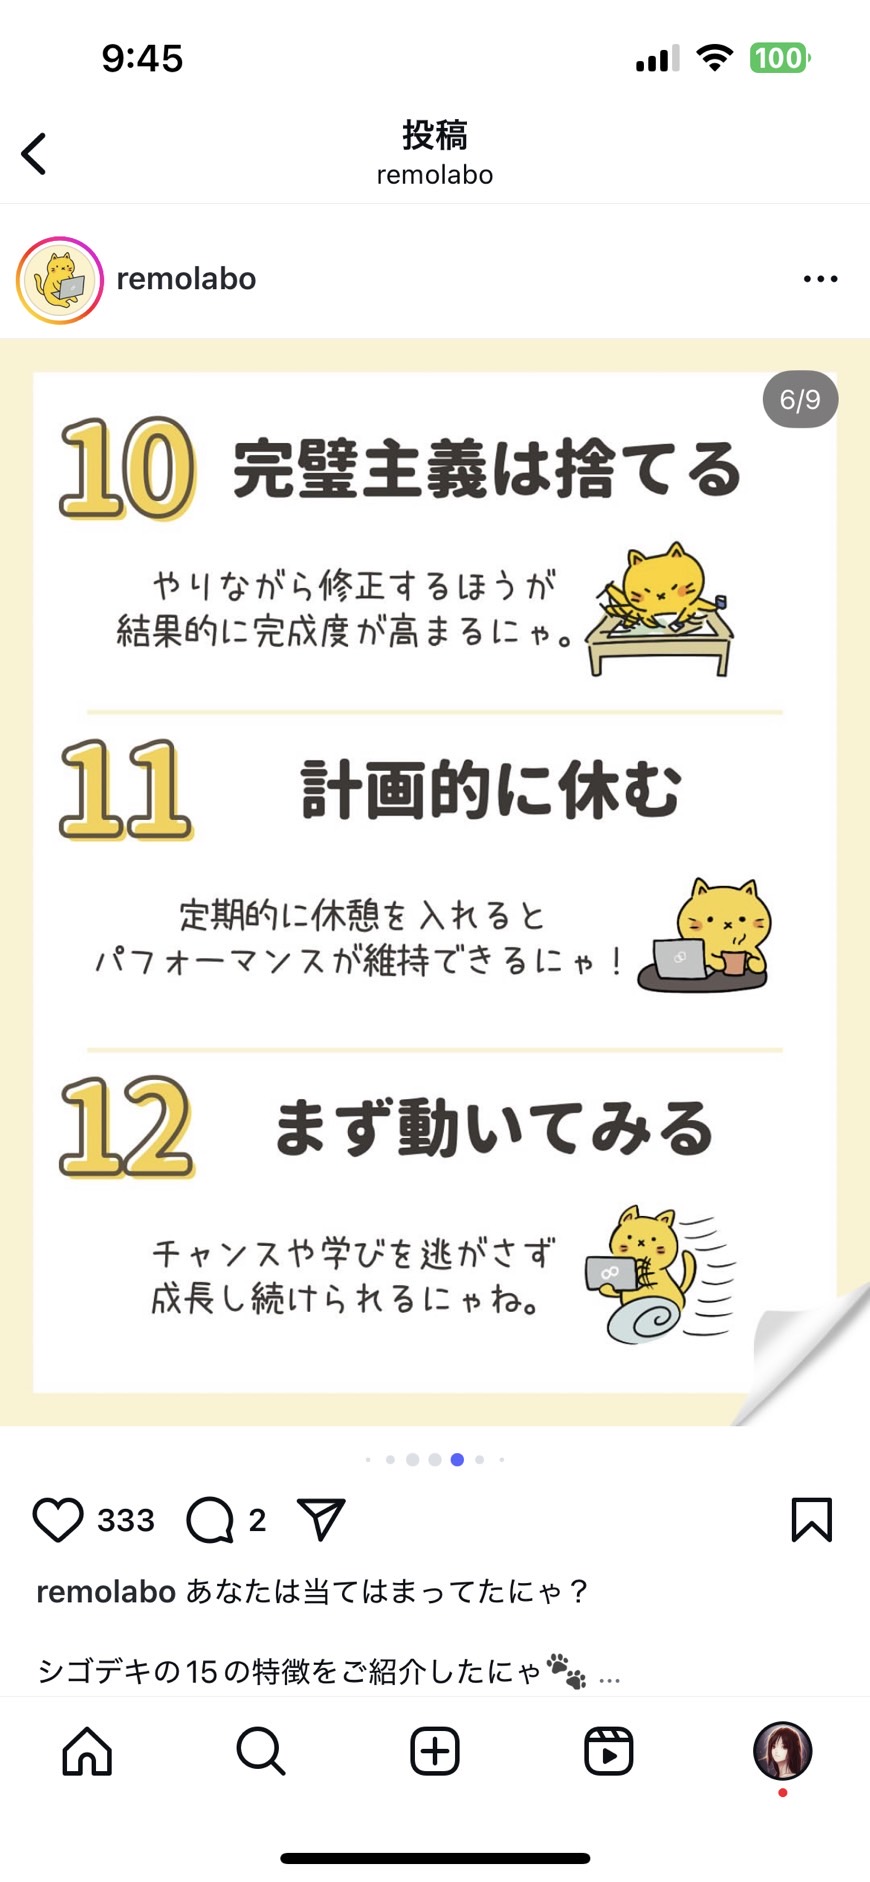 9:45
100
投稿
remolabo
remolabo
6/9
10 完璧主義は捨てる
やりながら修正するほうが
結果的に完成度が高まるにゃ。
11 計画的に休む
定期的に休憩を入れると
パフォーマンスが維持できるにゃ！
12 まず動いてみる
チャンスや学びを逃がさず
成長し続けられるにゃね。
333 2
remolabo あなたは当てはまってたにゃ？
シゴデキの15の特徴をご紹介したにゃ🐾 ...